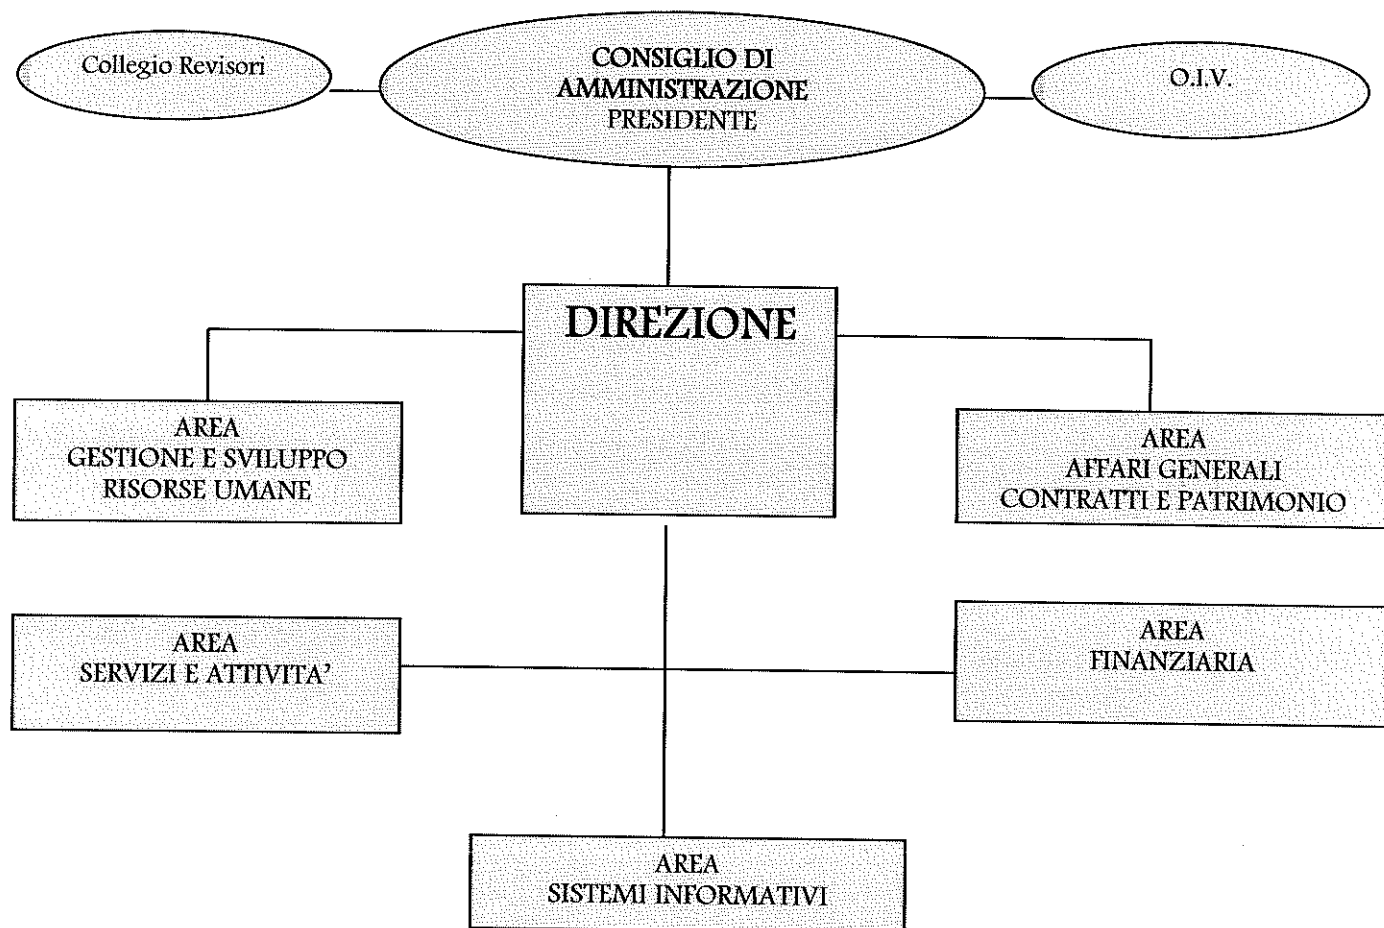 Collegio Revisori
CONSIGLIO DI
AMMINISTRAZIONE
PRESIDENTE
O.I.V.
DIREZIONE
AREA
GESTIONE E SVILUPPO
RISORSE UMANE
AREA
AFFARI GENERALI
CONTRATTI E PATRIMONIO
AREA
SERVIZI E ATTIVITA’
AREA
FINANZIARIA
AREA
SISTEMI INFORMATIVI